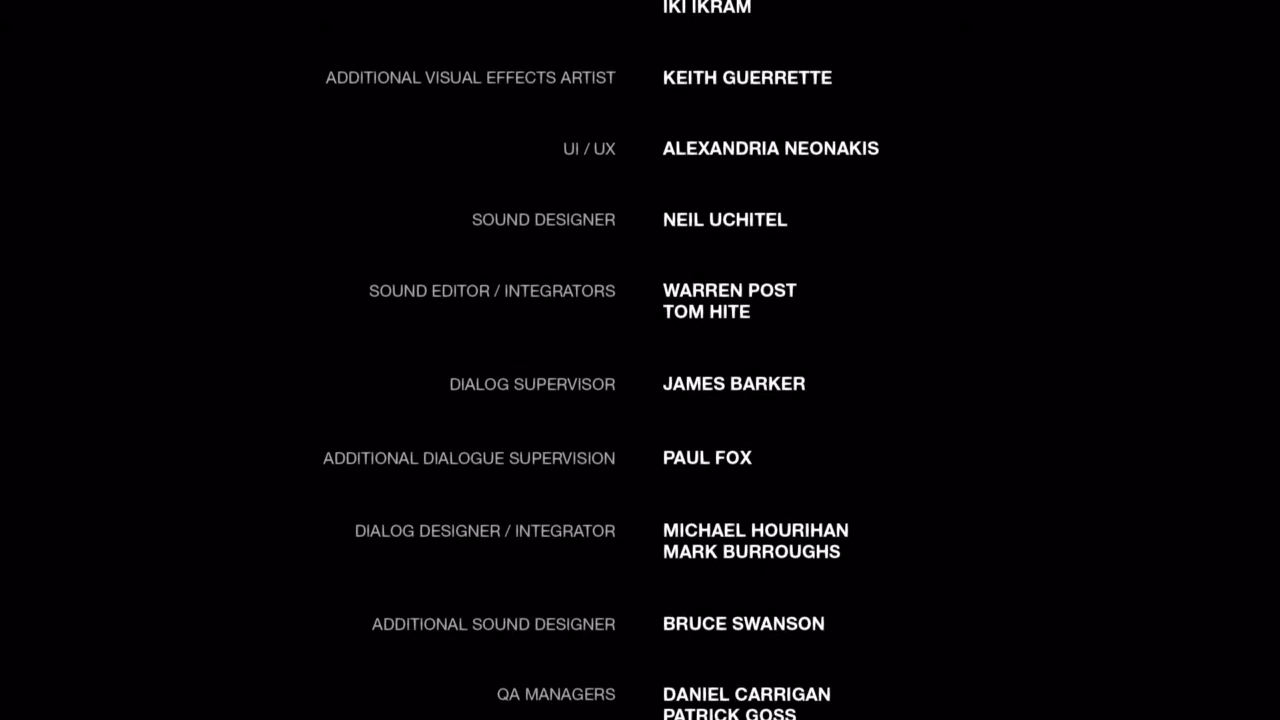 IKI IKRAM
ADDITIONAL VISUAL EFFECTS ARTIST KEITH GUERRETTE
UI / UX ALEXANDRIA NEONAKIS
SOUND DESIGNER NEIL UCHITEL
SOUND EDITOR / INTEGRATORS WARREN POST
TOM HITE
DIALOG SUPERVISOR JAMES BARKER
ADDITIONAL DIALOGUE SUPERVISION PAUL FOX
DIALOG DESIGNER / INTEGRATOR MICHAEL HOURIHAN
MARK BURROUGHS
ADDITIONAL SOUND DESIGNER BRUCE SWANSON
QA MANAGERS DANIEL CARRIGAN
PATRICK GOSS